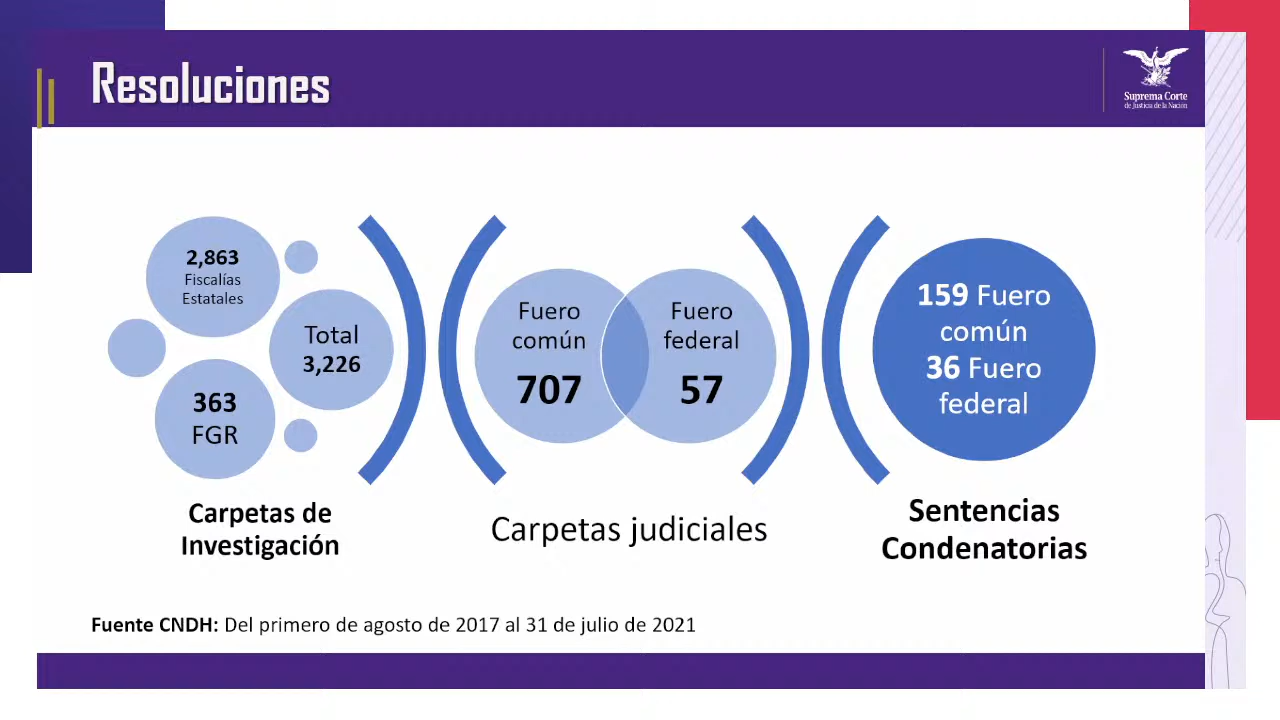 Resoluciones
Suprema Corte
de Justicia de la Nación
2,863
Fiscalías
Estatales
Total
3,226
363
FGR
Carpetas de
Investigación
Fuero
común
707
Fuero
federal
57
Carpetas judiciales
159 Fuero
común
36 Fuero
federal
Sentencias
Condenatorias
Fuente CNDH: Del primero de agosto de 2017 al 31 de julio de 2021